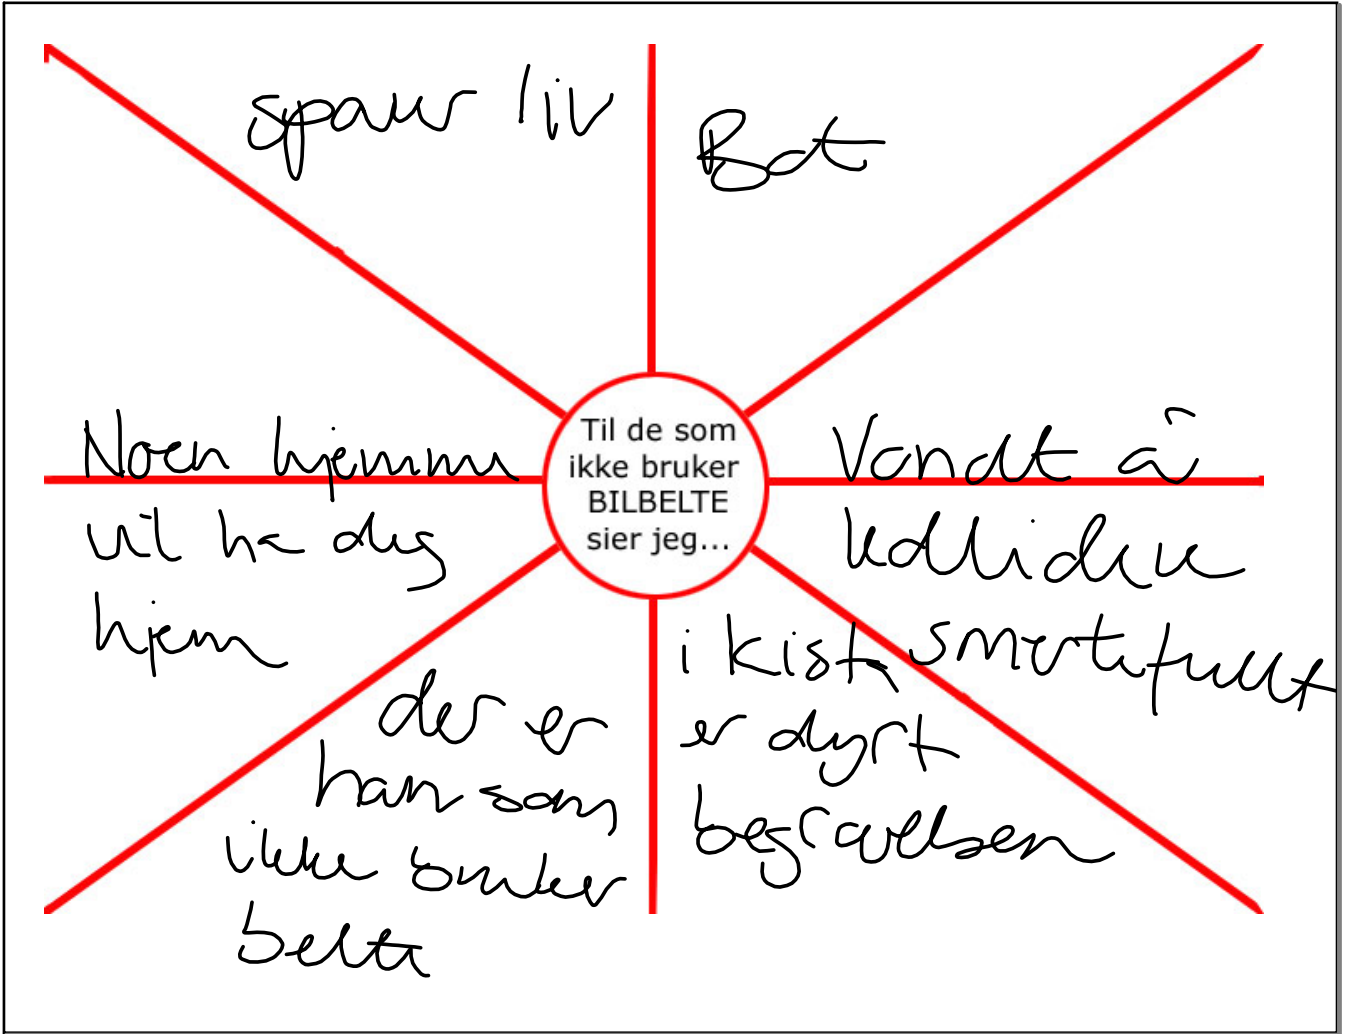 sparer liv
Bot
Til de som
ikke bruker
BILBELTE
sier jeg...
Noen hjemme
vil ha deg
hjem
Vondt å
kollidere
smertefullt
der er
han som
ikke bruker
belte
i kista
er dyrt
begravelsen